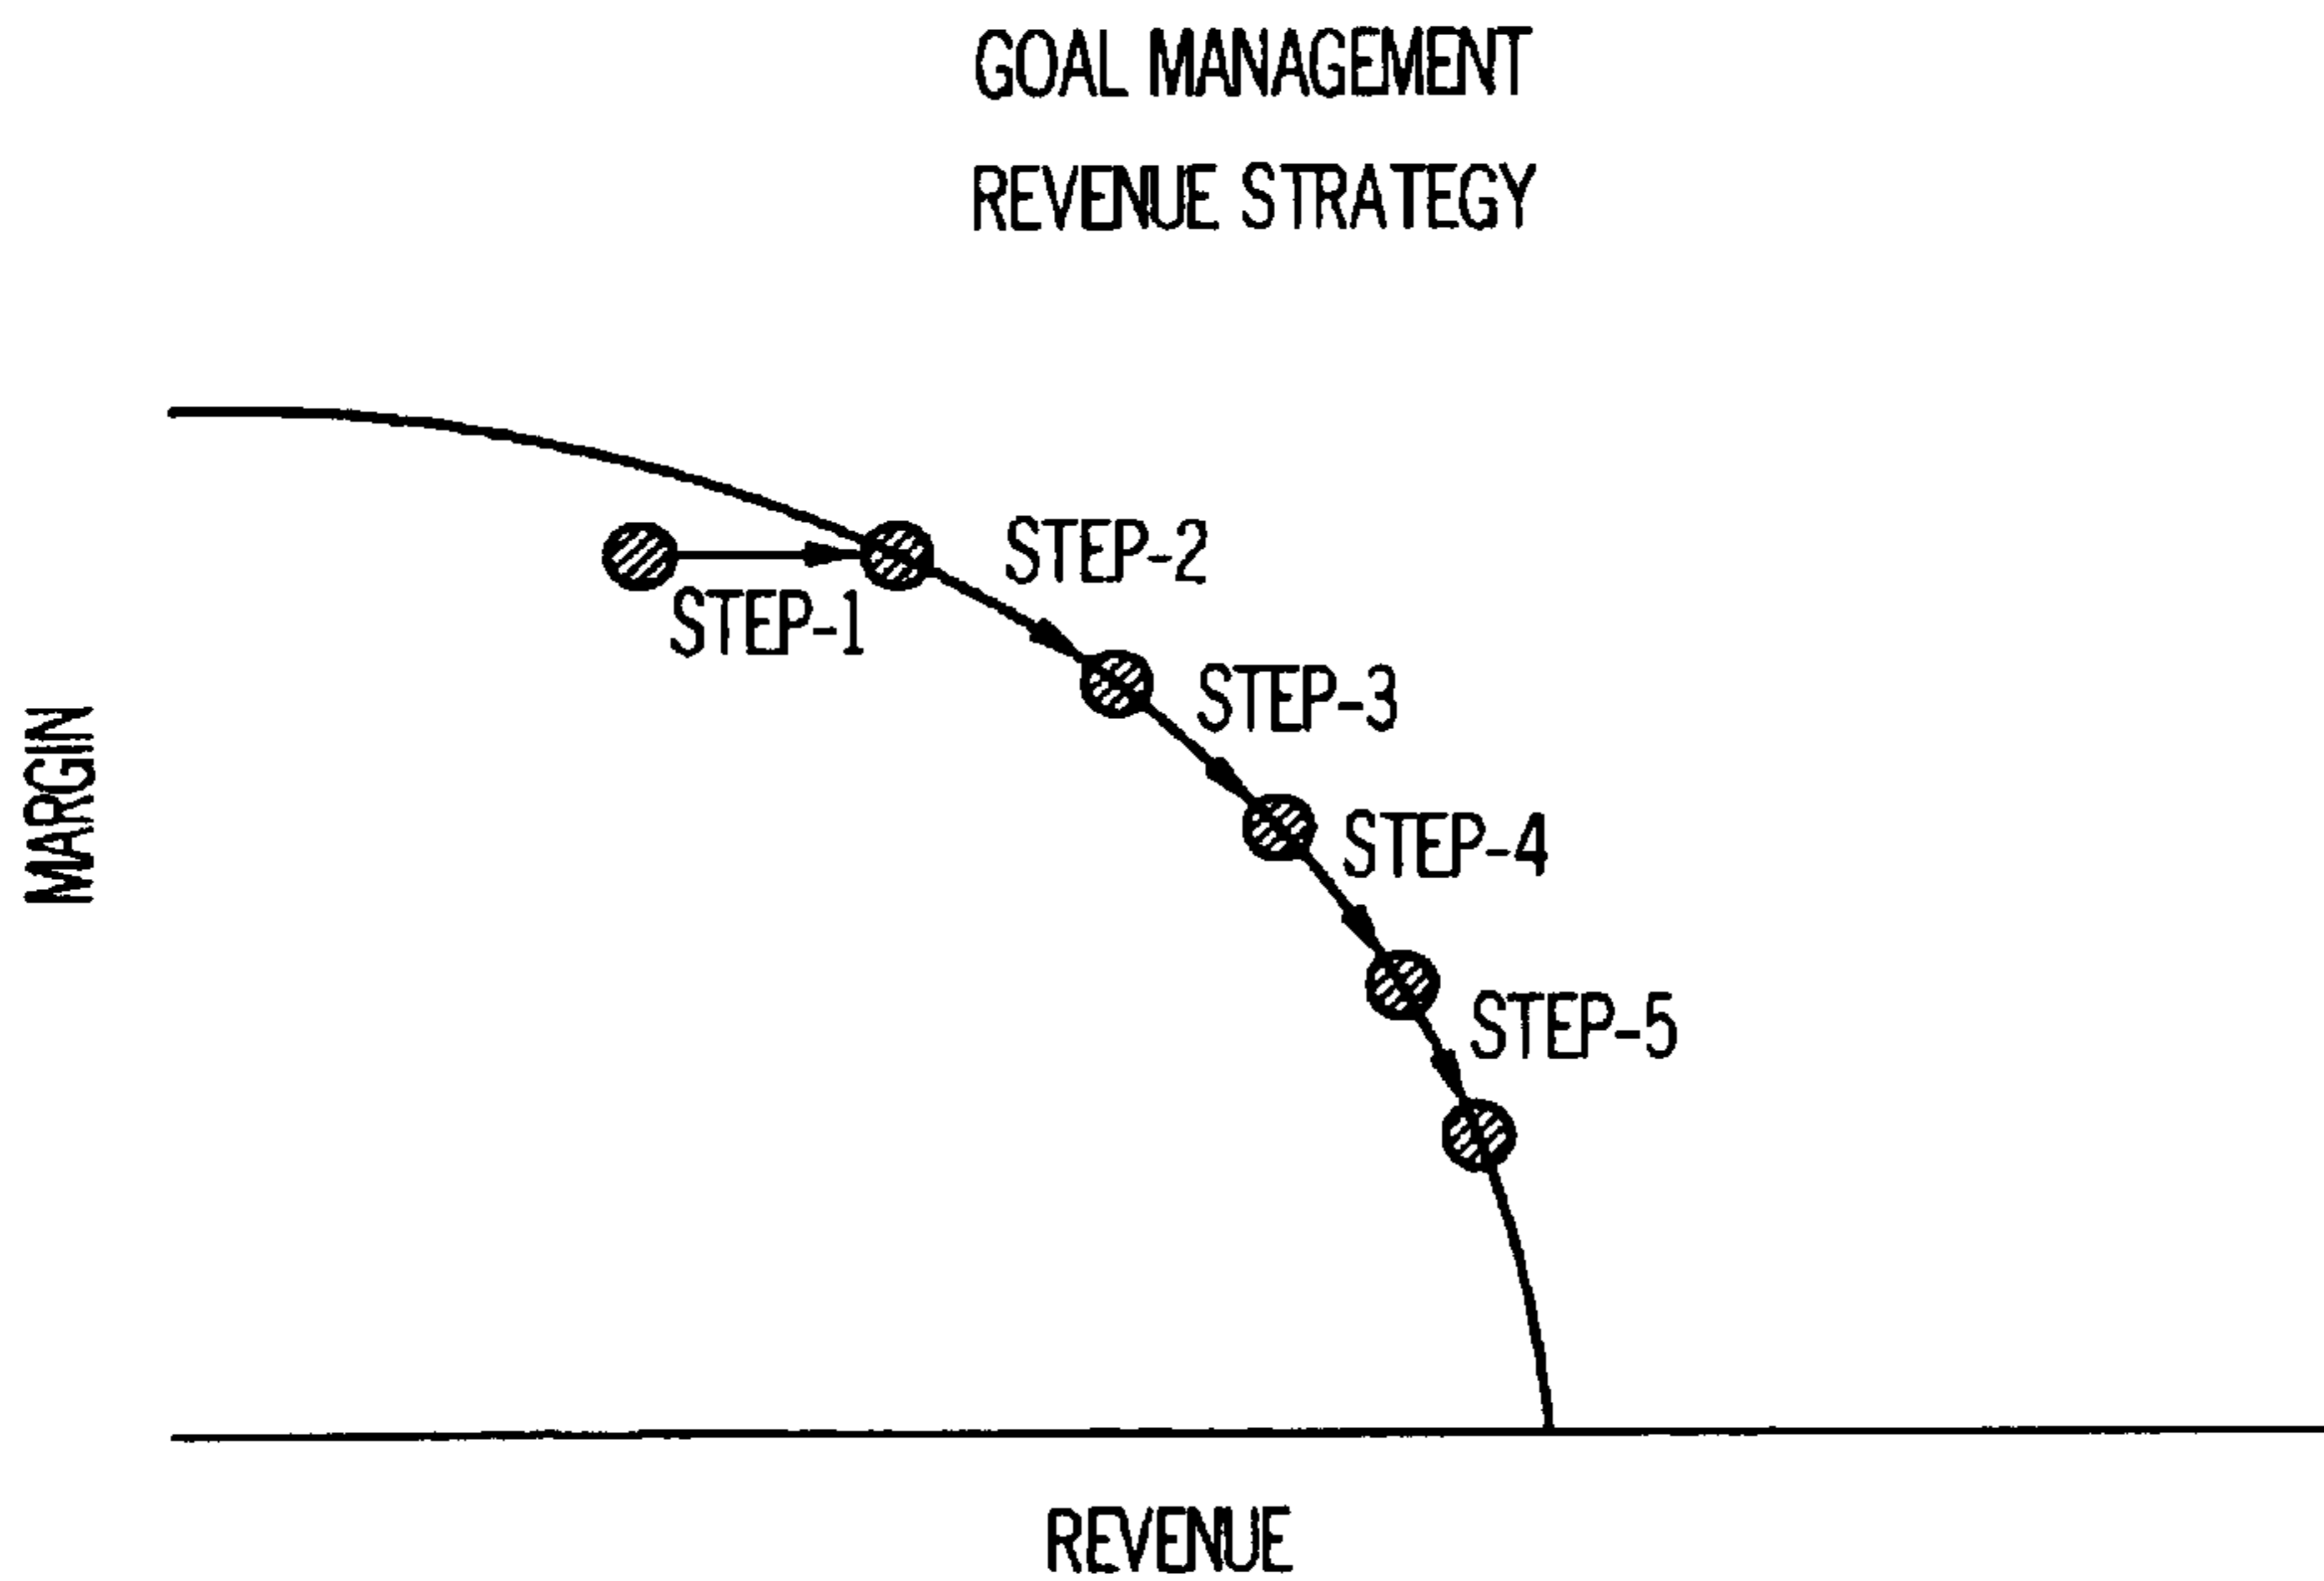 GOAL MANAGEMENT
REVENUE STRATEGY
STEP-2
STEP-1
STEP-3
MARGIN
STEP-4
STEP-5
REVENUE